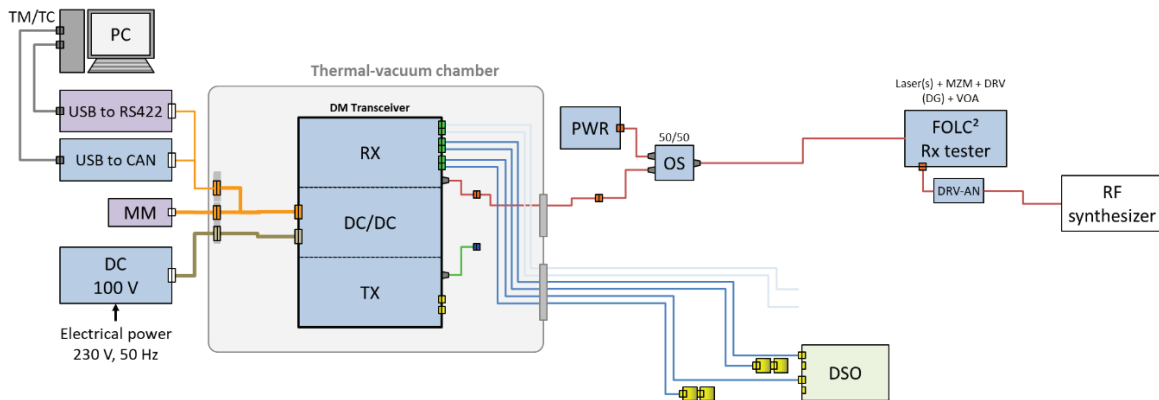 TM/TC
PC
USB to RS422
USB to CAN
MM
DC
100 V
Electrical power
230 V, 50 Hz
Thermal-vacuum chamber
DM Transceiver
RX
DC/DC
TX
PWR
50/50
OS
Laser(s) + MZM + DRV
(DG) + VOA
FOLC²
Rx tester
DRV-AN
RF
synthesizer
DSO